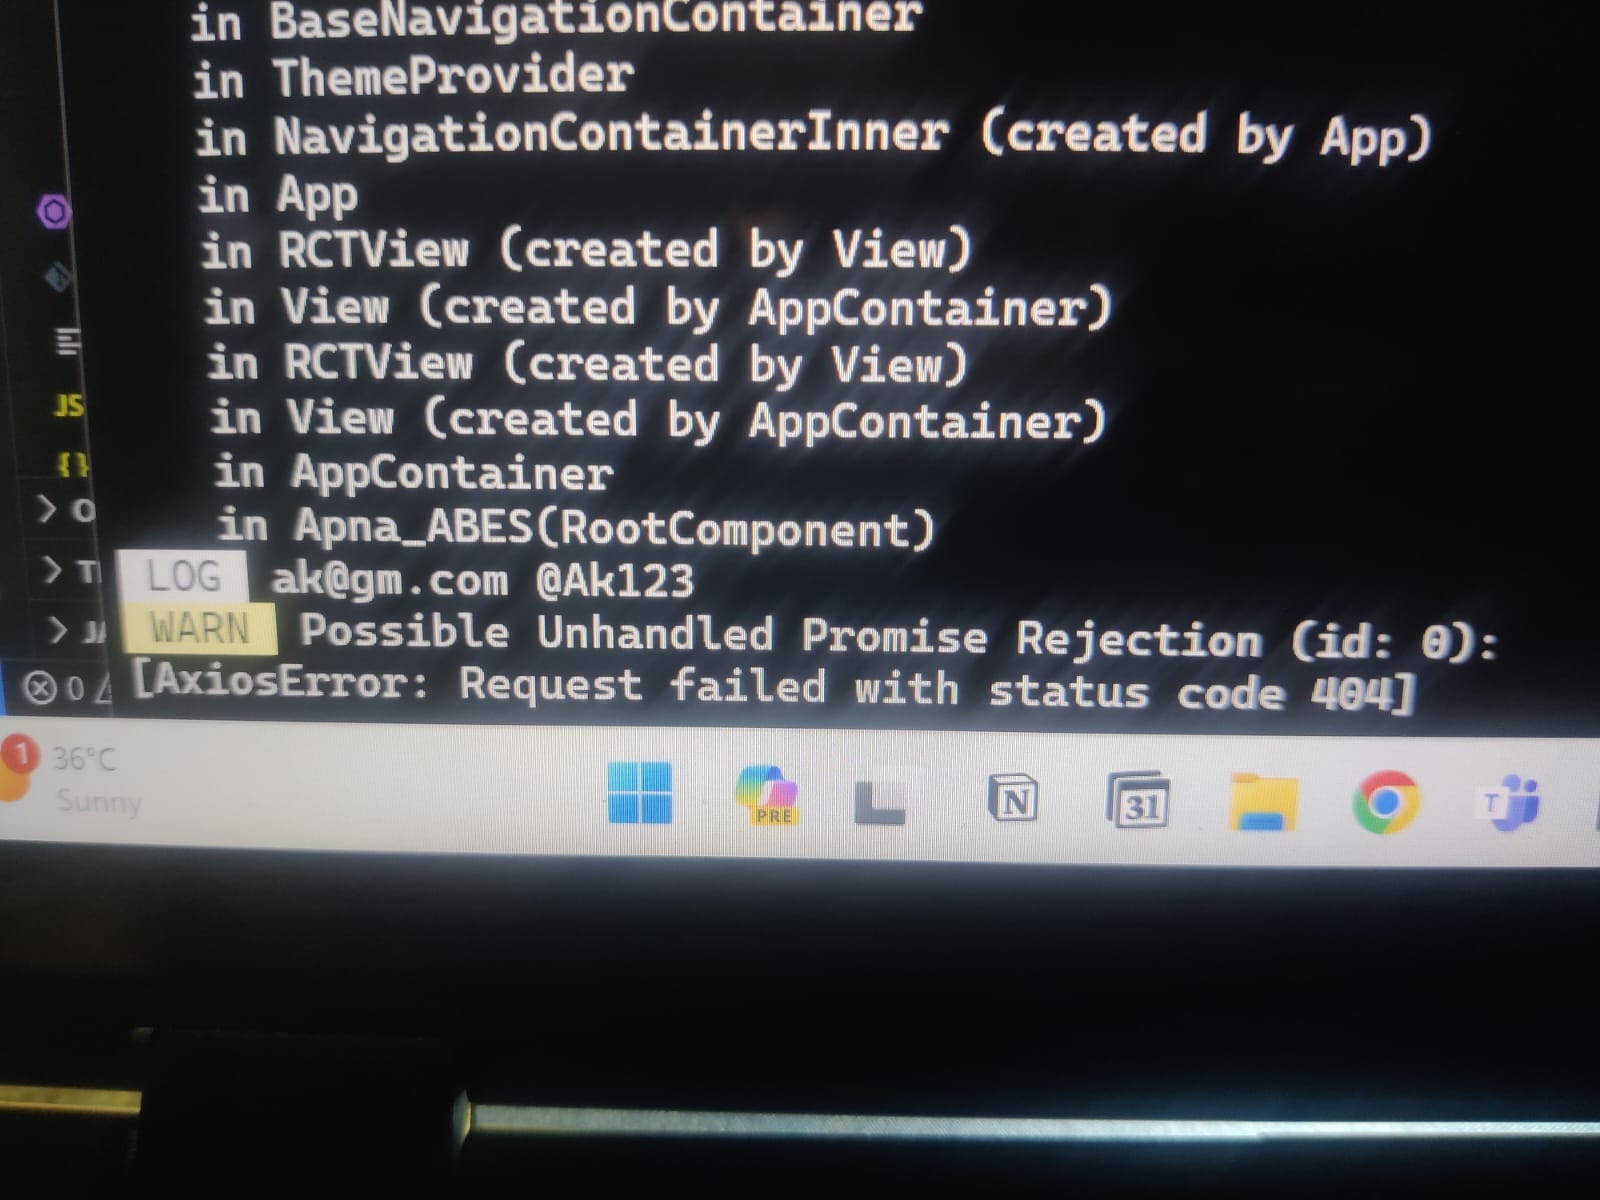 in BaseNavigationContainer
in ThemeProvider
in NavigationContainerInner (created by App)
in App
in RCTView (created by View)
in View (created by AppContainer)
in RCTView (created by View)
in View (created by AppContainer)
in AppContainer
in Apna_ABES(RootComponent)
LOG ak@gm.com @Ak123
WARN Possible Unhandled Promise Rejection (id: 0):
[AxiosError: Request failed with status code 404]
JS
{}
> O
> T
> JA
0
1
36°C
Sunny
PRE
N
31
T